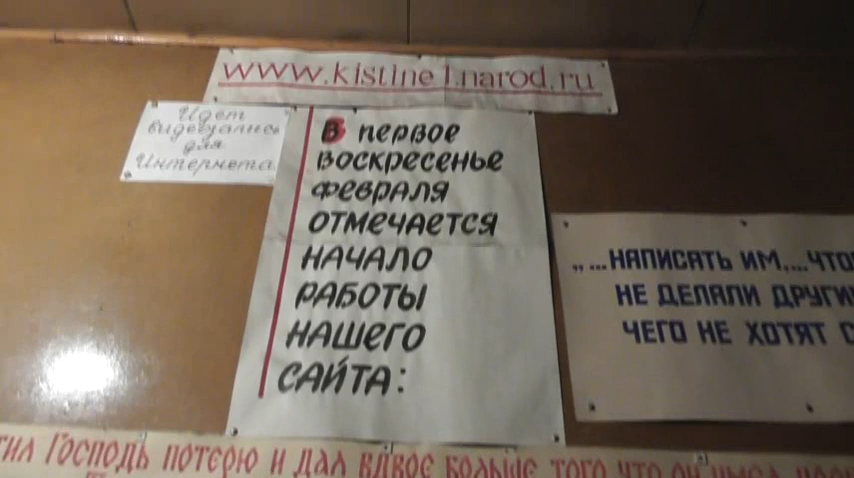 www.kistine1.narod.ru
Идет
видеозапись
для
Интернета
В первое
воскресенье
февраля
отмечается
начало
работы
нашего
сайта:
„...НАПИСАТЬ ИМ,...ЧТО
НЕ ДЕЛАЛИ ДРУГИ
ЧЕГО НЕ ХОТЯТ С
Господь потерю и дал вдвое больше того что он имел